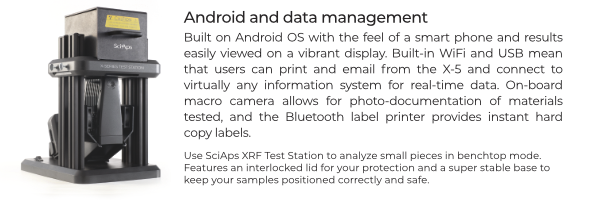 SciAps
Android and data management
Built on Android OS with the feel of a smart phone and results
easily viewed on a vibrant display. Built-in WiFi and USB mean
that users can print and email from the X-5 and connect to
virtually any information system for real-time data. On-board
macro camera allows for photo-documentation of materials
tested, and the Bluetooth label printer provides instant hard
copy labels.
Use SciAps XRF Test Station to analyze small pieces in benchtop mode.
Features an interlocked lid for your protection and a super stable base to
keep your samples positioned correctly and safe.